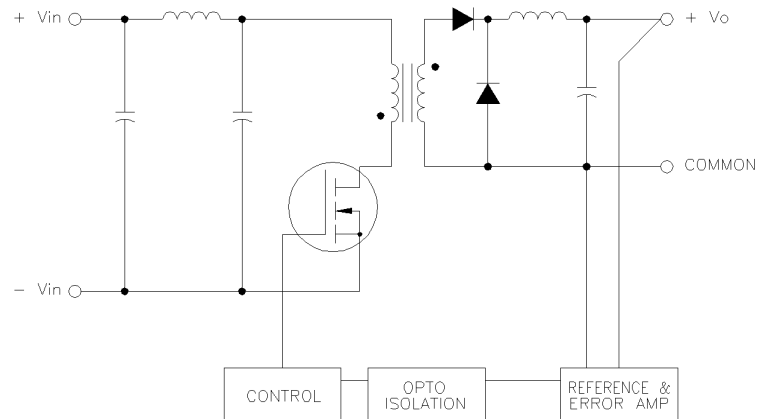 + Vin
+ Vo
COMMON
- Vin
CONTROL
OPTO
ISOLATION
REFERENCE &
ERROR AMP